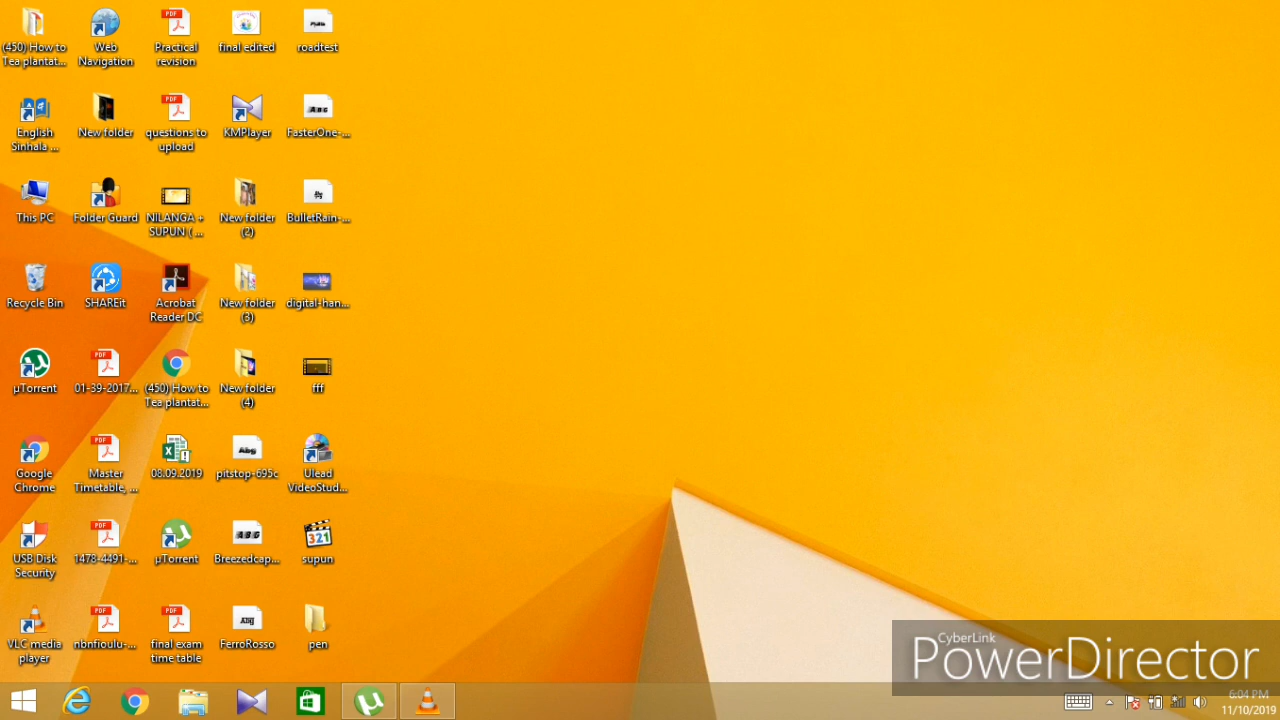 (450) How to
Tea plantat...
Web
Navigation
Practical
revision
final edited
roadtest
English
Sinhala ...
New folder
questions to
upload
KMPlayer
FasterOne-...
This PC
Folder Guard
NILANGA +
SUPUN ( ...
New folder
(2)
BulletRain-...
Recycle Bin
SHAREit
Acrobat
Reader DC
New folder
(3)
digital-han...
µTorrent
01-39-2017...
(450) How to
Tea plantat...
New folder
(4)
fff
Google
Chrome
Master
Timetable, ...
08.09.2019
pitstop-695c
Ulead
VideoStud...
USB Disk
Security
1478-4491-...
µTorrent
Breezedcap...
supun
VLC media
player
nbnfioulu-...
final exam
time table
FerroRosso
pen
CyberLink
PowerDirector
6:04 PM
11/10/2019